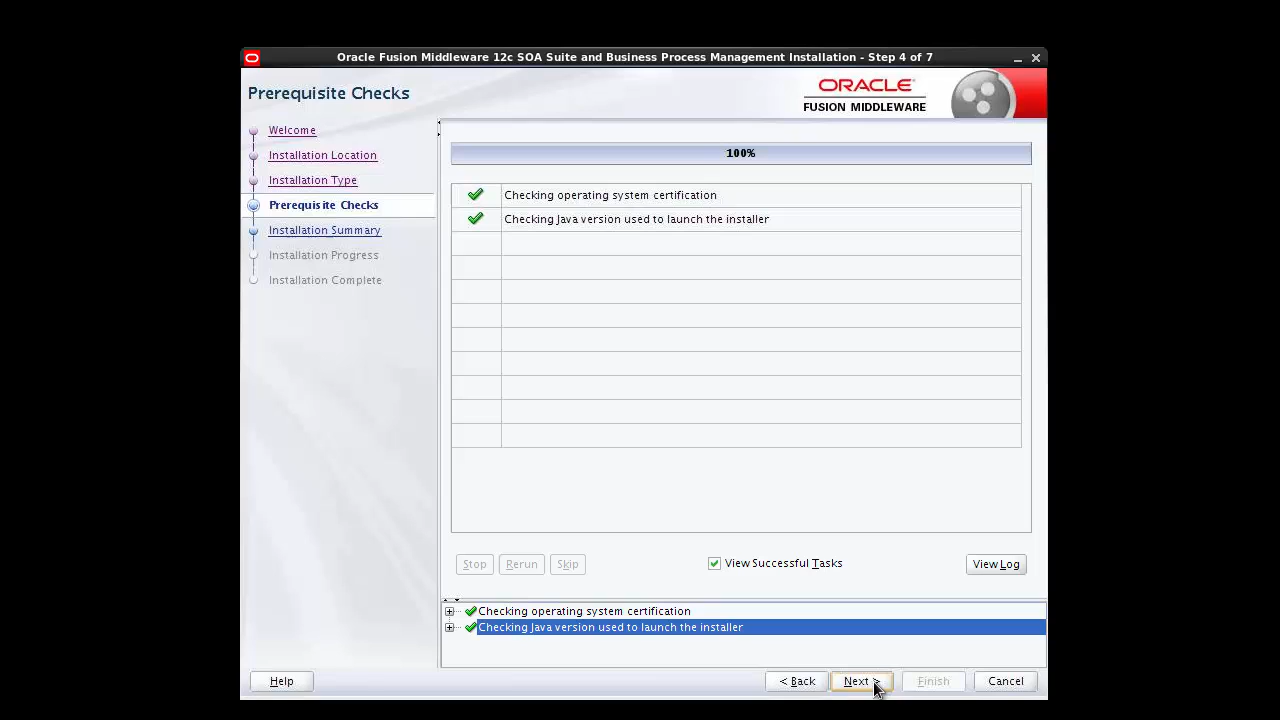 Oracle Fusion Middleware 12c SOA Suite and Business Process Management Installation - Step 4 of 7
Prerequisite Checks
ORACLE
FUSION MIDDLEWARE
Welcome
Installation Location
Installation Type
Prerequisite Checks
Installation Summary
Installation Progress
Installation Complete
100%
Checking operating system certification
Checking Java version used to launch the installer
Stop Rerun Skip View Successful Tasks View Log
Checking operating system certification
Checking Java version used to launch the installer
Help < Back Next > Finish Cancel